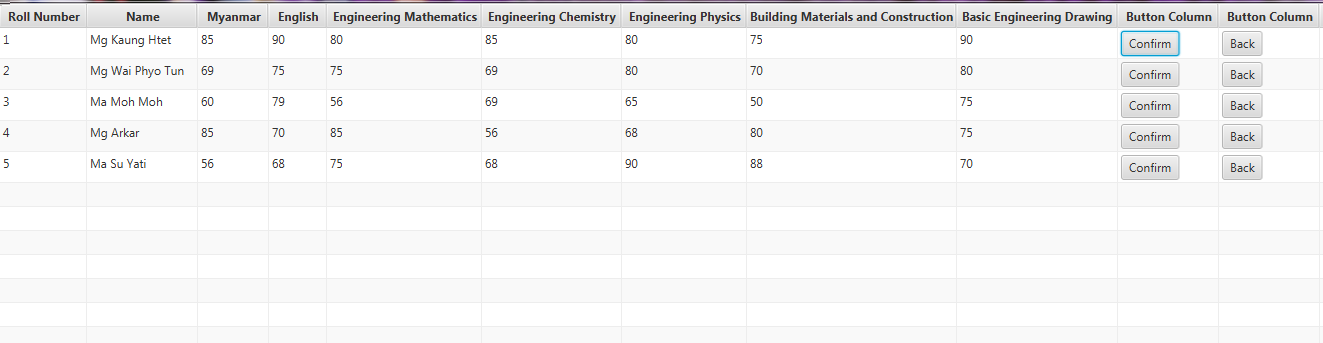 Roll Number Name Myanmar English Engineering Mathematics Engineering Chemistry Engineering Physics Building Materials and Construction Basic Engineering Drawing Button Column Button Column
1 Mg Kaung Htet 85 90 80 85 80 75 90 Confirm Back
2 Mg Wai Phyo Tun 69 75 75 69 80 70 80 Confirm Back
3 Ma Moh Moh 60 79 56 69 65 50 75 Confirm Back
4 Mg Arkar 85 70 85 56 68 80 75 Confirm Back
5 Ma Su Yati 56 68 75 68 90 88 70 Confirm Back